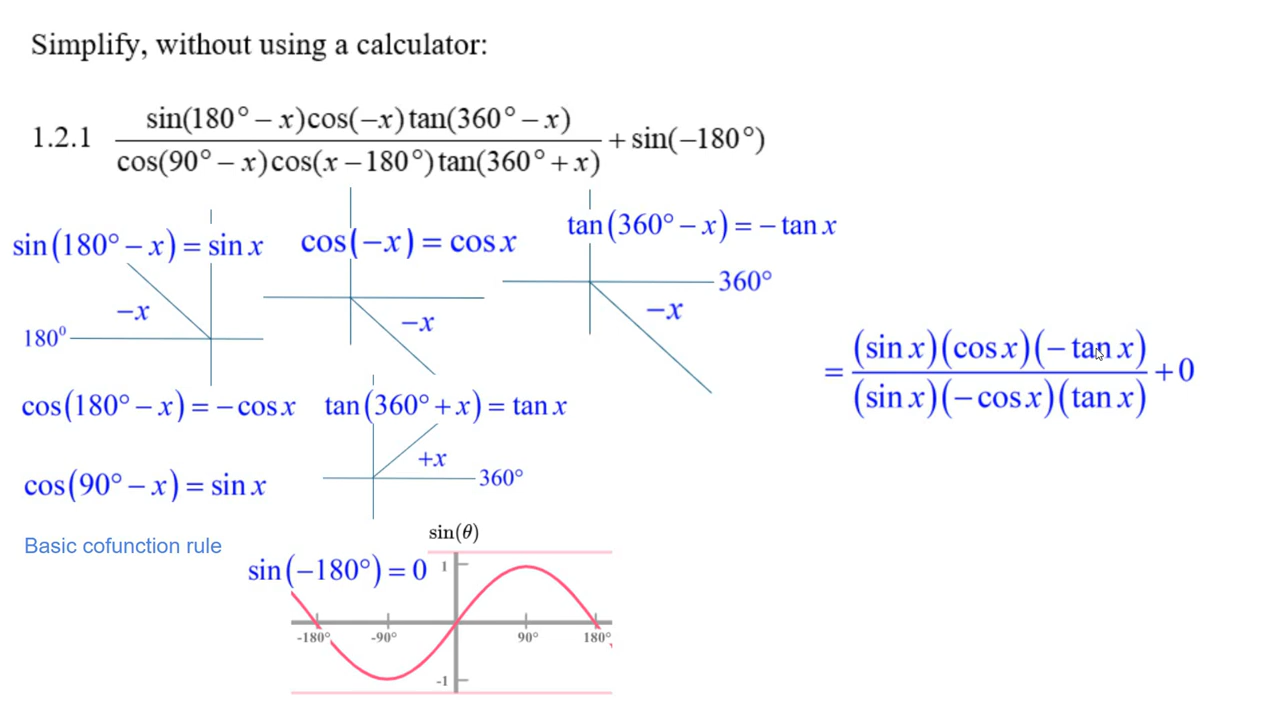 Simplify, without using a calculator:
1.2.1 sin(180° − x)cos(−x)tan(360° − x) / cos(90° − x)cos(x − 180°)tan(360° + x) + sin(−180°)
sin(180° − x) = sin x
cos(−x) = cos x
tan(360° − x) = − tan x
−x
180⁰
−x
360°
−x
= (sin x)(cos x)(− tan x) / (sin x)(− cos x)(tan x) + 0
cos(180° − x) = − cos x
tan(360° + x) = tan x
+x
360°
cos(90° − x) = sin x
Basic cofunction rule
sin(−180°) = 0
sin(θ)
1
-180° -90° 90° 180°
-1